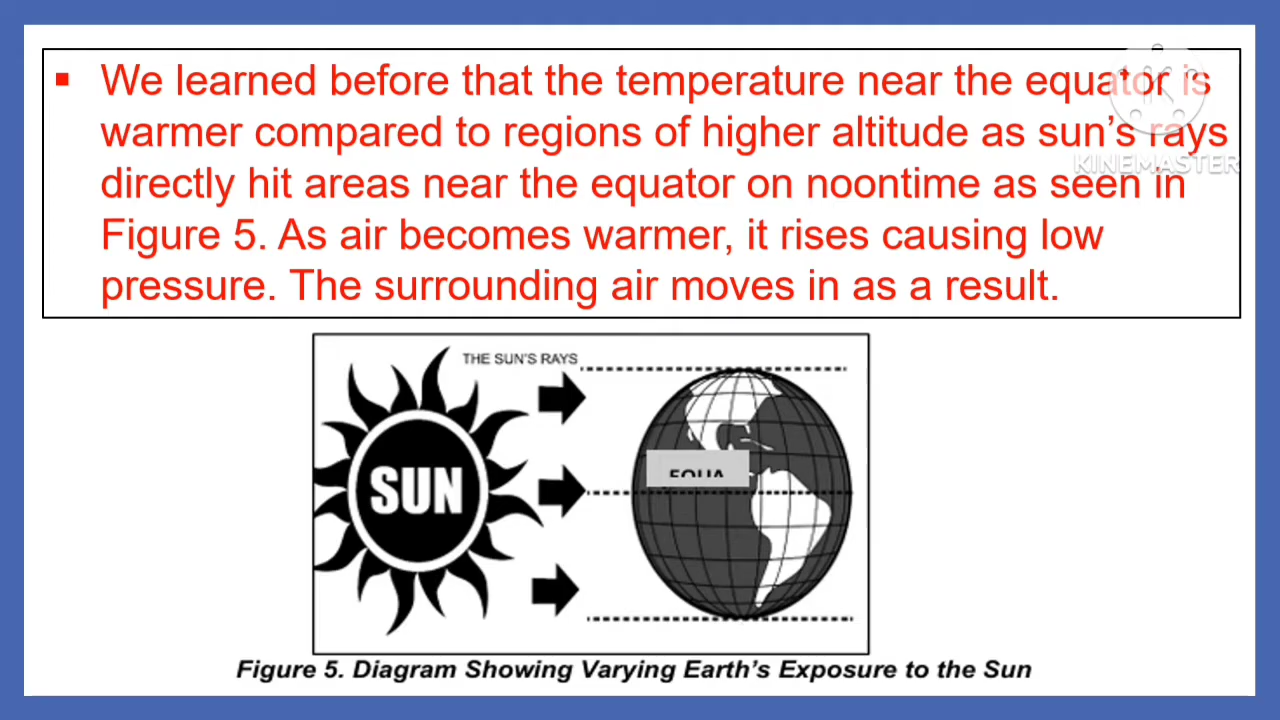 ▪ We learned before that the temperature near the equator is
warmer compared to regions of higher altitude as sun's rays
directly hit areas near the equator on noontime as seen in
Figure 5. As air becomes warmer, it rises causing low
pressure. The surrounding air moves in as a result.
KINEMASTER
THE SUN'S RAYS
SUN
EQUA
Figure 5. Diagram Showing Varying Earth's Exposure to the Sun